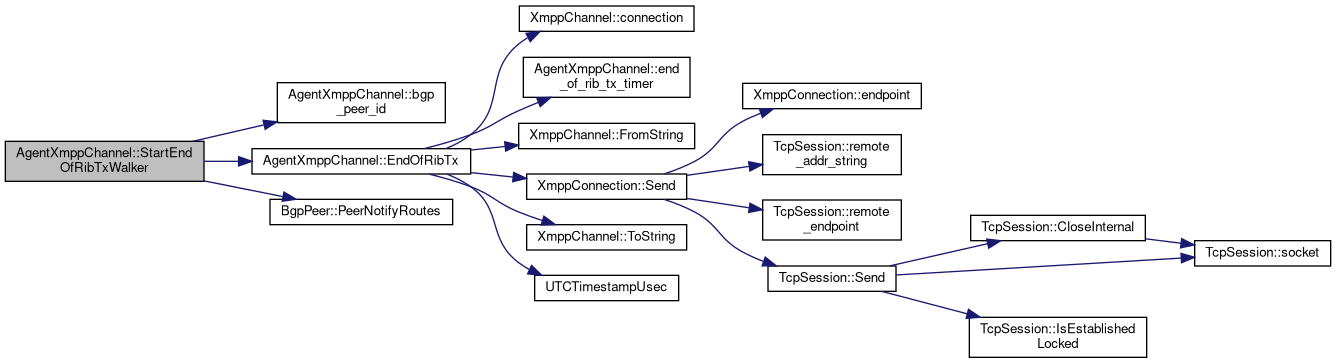 XmppChannel::connection
AgentXmppChannel::end
_of_rib_tx_timer
AgentXmppChannel::bgp
_peer_id
XmppConnection::endpoint
XmppChannel::FromString
TcpSession::remote
_addr_string
AgentXmppChannel::StartEnd
OfRibTxWalker
AgentXmppChannel::EndOfRibTx
XmppConnection::Send
BgpPeer::PeerNotifyRoutes
TcpSession::remote
_endpoint
XmppChannel::ToString
TcpSession::CloseInternal
TcpSession::socket
UTCTimestampUsec
TcpSession::Send
TcpSession::IsEstablished
Locked